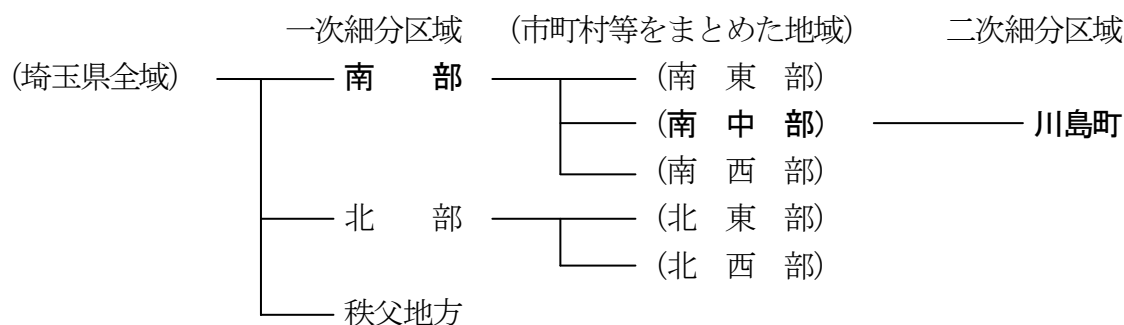 一次細分区域 (市町村等をまとめた地域) 二次細分区域
(埼玉県全域) 南 部 (南 東 部)
(南 中 部) 川島町
(南 西 部)
北 部 (北 東 部)
(北 西 部)
秩父地方